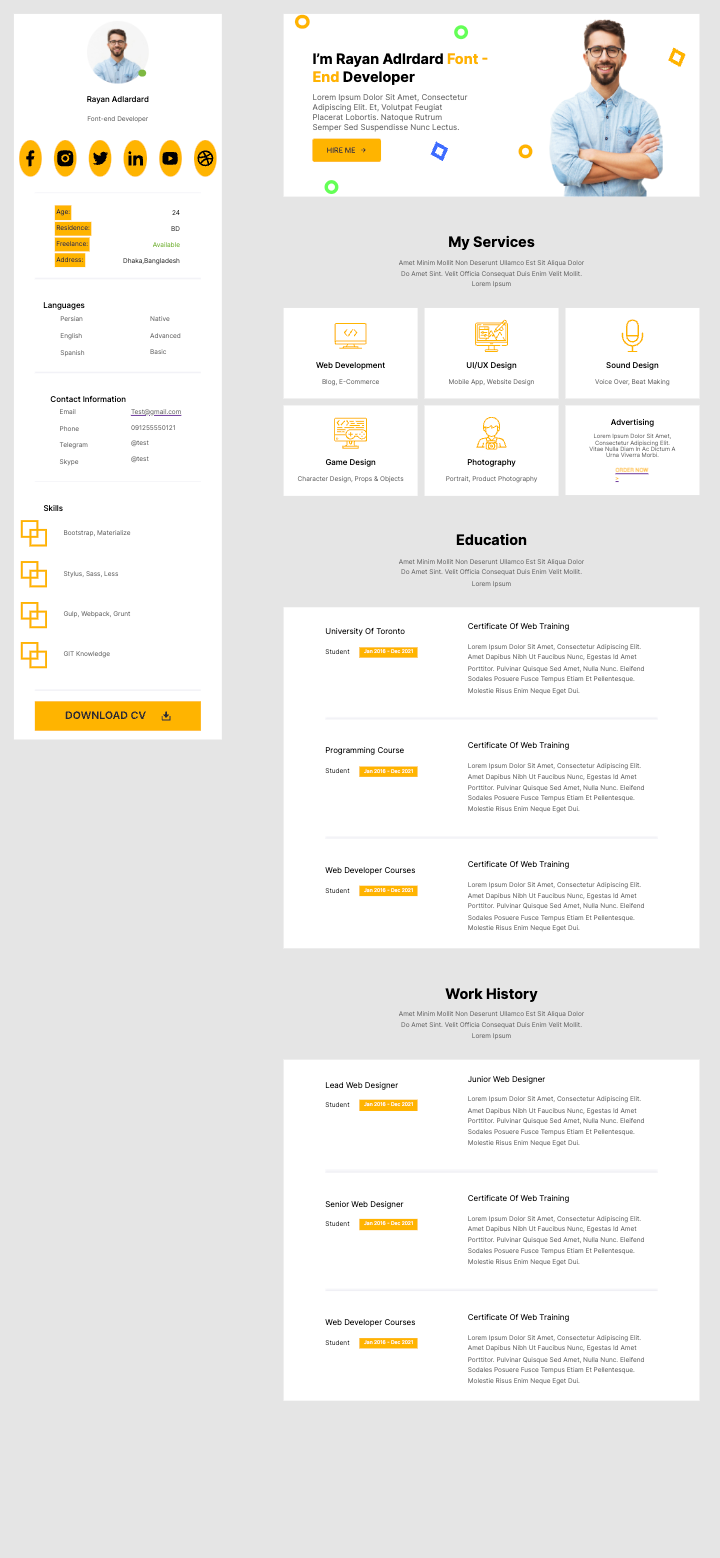 Rayan Adlardard
Font-end Developer
Age: 24
Residence: BD
Freelance: Available
Address: Dhaka,Bangladesh
Languages
Persian Native
English Advanced
Spanish Basic
Contact Information
Email Test@gmail.com
Phone 091255550121
Telegram @test
Skype @test
Skills
Bootstrap, Materialize
Stylus, Sass, Less
Gulp, Webpack, Grunt
GIT Knowledge
DOWNLOAD CV
I'm Rayan Adlrdard Font -
End Developer
Lorem Ipsum Dolor Sit Amet, Consectetur
Adipiscing Elit. Et, Volutpat Feugiat
Placerat Lobortis. Natoque Rutrum
Semper Sed Suspendisse Nunc Lectus.
HIRE ME →
My Services
Amet Minim Mollit Non Deserunt Ullamco Est Sit Aliqua Dolor
Do Amet Sint. Velit Officia Consequat Duis Enim Velit Mollit.
Lorem Ipsum
Web Development
Blog, E-Commerce
UI/UX Design
Mobile App, Website Design
Sound Design
Voice Over, Beat Making
Game Design
Character Design, Props & Objects
Photography
Portrait, Product Photography
Advertising
Lorem Ipsum Dolor Sit Amet,
Consectetur Adipiscing Elit.
Vitae Nulla Diam In Ac Dictum A
Urna Viverra Morbi.
ORDER NOW
Education
Amet Minim Mollit Non Deserunt Ullamco Est Sit Aliqua Dolor
Do Amet Sint. Velit Officia Consequat Duis Enim Velit Mollit.
Lorem Ipsum
University Of Toronto
Student Jan 2016 - Dec 2021
Certificate Of Web Training
Lorem Ipsum Dolor Sit Amet, Consectetur Adipiscing Elit.
Amet Dapibus Nibh Ut Faucibus Nunc, Egestas Id Amet
Porttitor. Pulvinar Quisque Sed Amet, Nulla Nunc. Eleifend
Sodales Posuere Fusce Tempus Etiam Et Pellentesque.
Molestie Risus Enim Neque Eget Dui.
Programming Course
Student Jan 2016 - Dec 2021
Certificate Of Web Training
Lorem Ipsum Dolor Sit Amet, Consectetur Adipiscing Elit.
Amet Dapibus Nibh Ut Faucibus Nunc, Egestas Id Amet
Porttitor. Pulvinar Quisque Sed Amet, Nulla Nunc. Eleifend
Sodales Posuere Fusce Tempus Etiam Et Pellentesque.
Molestie Risus Enim Neque Eget Dui.
Web Developer Courses
Student Jan 2016 - Dec 2021
Certificate Of Web Training
Lorem Ipsum Dolor Sit Amet, Consectetur Adipiscing Elit.
Amet Dapibus Nibh Ut Faucibus Nunc, Egestas Id Amet
Porttitor. Pulvinar Quisque Sed Amet, Nulla Nunc. Eleifend
Sodales Posuere Fusce Tempus Etiam Et Pellentesque.
Molestie Risus Enim Neque Eget Dui.
Work History
Amet Minim Mollit Non Deserunt Ullamco Est Sit Aliqua Dolor
Do Amet Sint. Velit Officia Consequat Duis Enim Velit Mollit.
Lorem Ipsum
Lead Web Designer
Student Jan 2016 - Dec 2021
Junior Web Designer
Lorem Ipsum Dolor Sit Amet, Consectetur Adipiscing Elit.
Amet Dapibus Nibh Ut Faucibus Nunc, Egestas Id Amet
Porttitor. Pulvinar Quisque Sed Amet, Nulla Nunc. Eleifend
Sodales Posuere Fusce Tempus Etiam Et Pellentesque.
Molestie Risus Enim Neque Eget Dui.
Senior Web Designer
Student Jan 2016 - Dec 2021
Certificate Of Web Training
Lorem Ipsum Dolor Sit Amet, Consectetur Adipiscing Elit.
Amet Dapibus Nibh Ut Faucibus Nunc, Egestas Id Amet
Porttitor. Pulvinar Quisque Sed Amet, Nulla Nunc. Eleifend
Sodales Posuere Fusce Tempus Etiam Et Pellentesque.
Molestie Risus Enim Neque Eget Dui.
Web Developer Courses
Student Jan 2016 - Dec 2021
Certificate Of Web Training
Lorem Ipsum Dolor Sit Amet, Consectetur Adipiscing Elit.
Amet Dapibus Nibh Ut Faucibus Nunc, Egestas Id Amet
Porttitor. Pulvinar Quisque Sed Amet, Nulla Nunc. Eleifend
Sodales Posuere Fusce Tempus Etiam Et Pellentesque.
Molestie Risus Enim Neque Eget Dui.